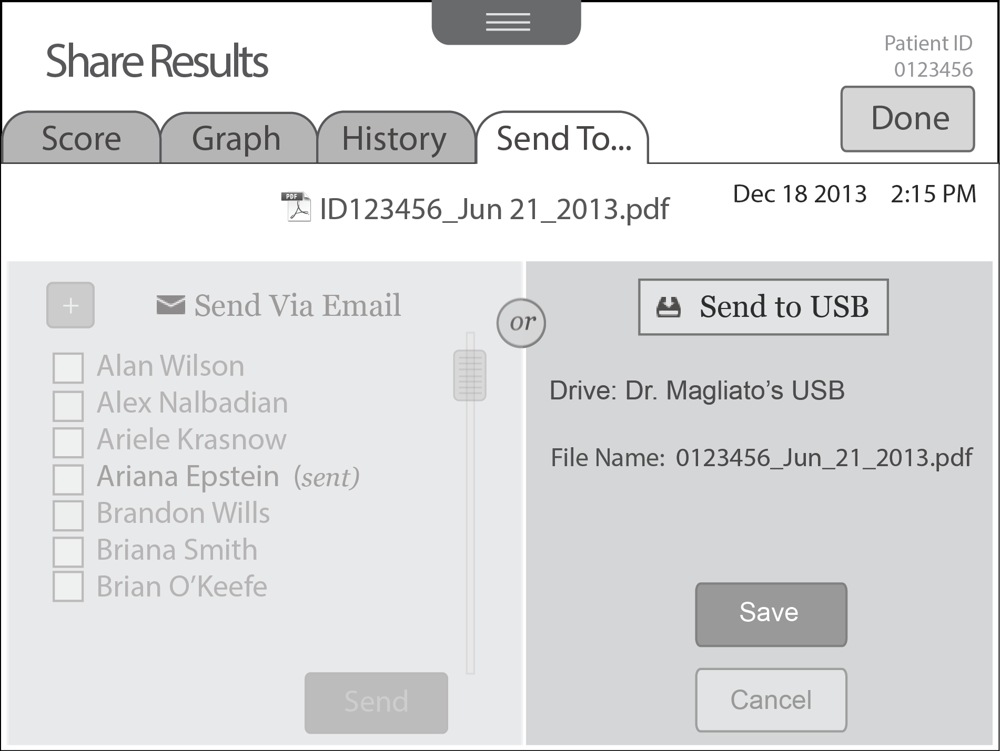 Share Results
Patient ID
0123456
Done
Score
Graph
History
Send To...
PDF
ID123456_Jun 21_2013.pdf
Dec 18 2013 2:15 PM
+
Send Via Email
or
Send to USB
Alan Wilson
Alex Nalbadian
Ariele Krasnow
Ariana Epstein (sent)
Brandon Wills
Briana Smith
Brian O’Keefe
Send
Drive: Dr. Magliato’s USB
File Name: 0123456_Jun_21_2013.pdf
Save
Cancel